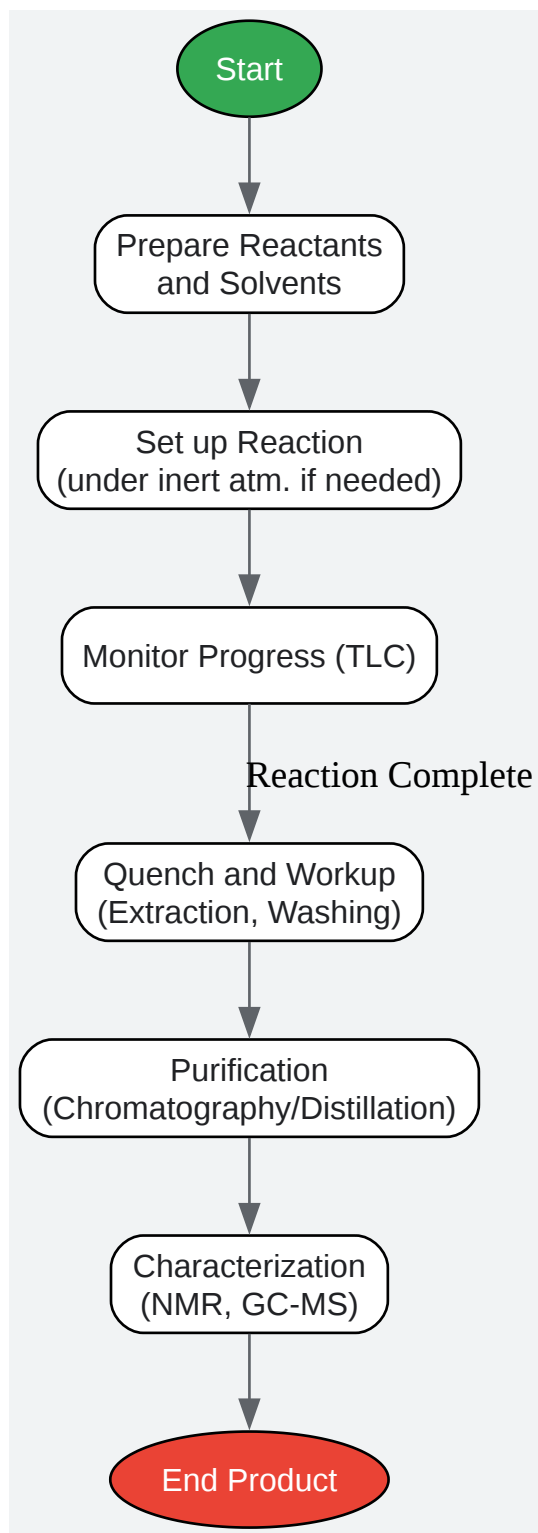 Start
Prepare Reactants
and Solvents
Set up Reaction
(under inert atm. if needed)
Monitor Progress (TLC)
Reaction Complete
Quench and Workup
(Extraction, Washing)
Purification
(Chromatography/Distillation)
Characterization
(NMR, GC-MS)
End Product